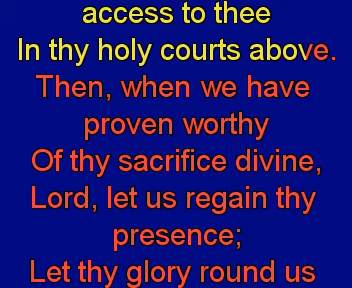 access to thee
In thy holy courts above.
Then, when we have
proven worthy
Of thy sacrifice divine,
Lord, let us regain thy
presence;
Let thy glory round us